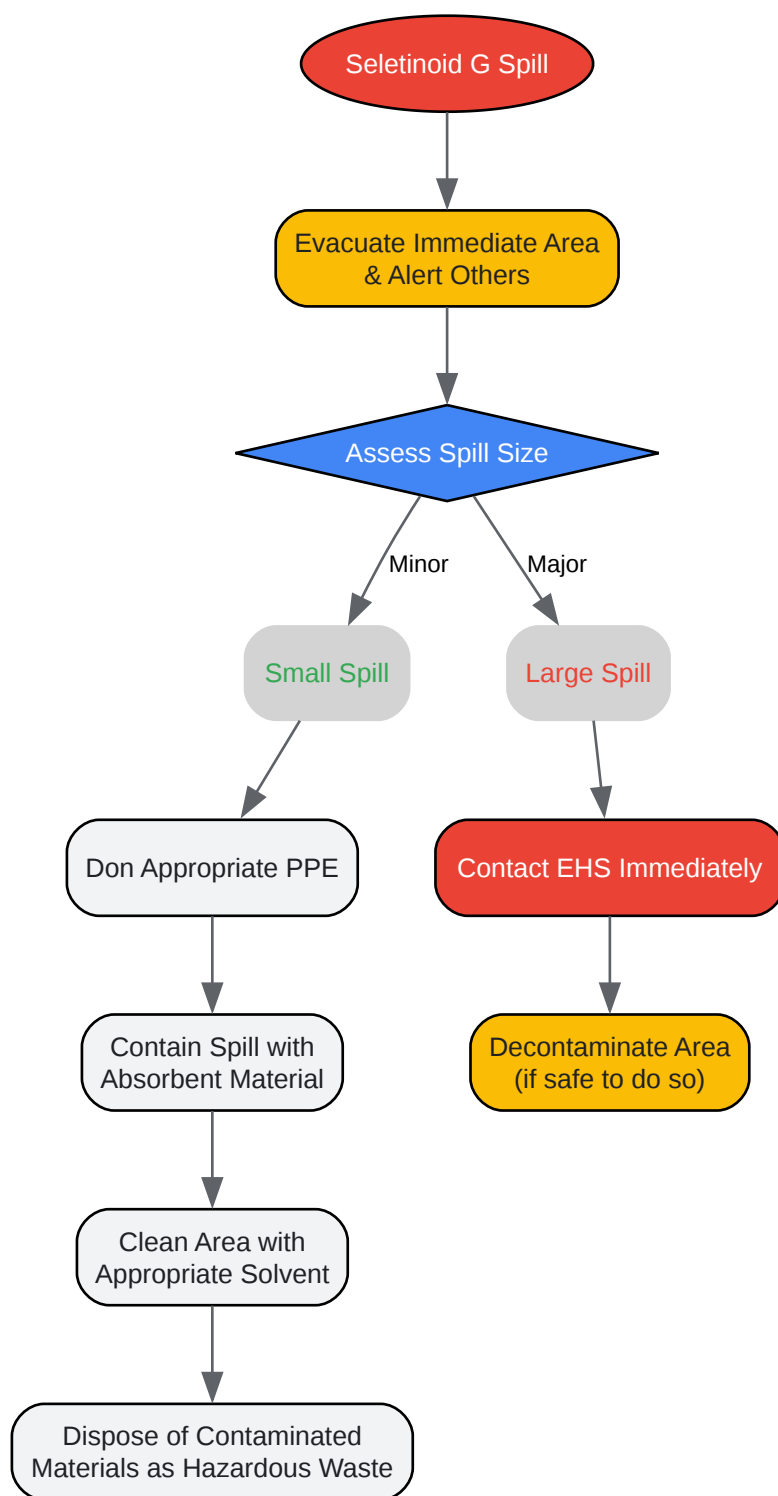 Seletinoid G Spill
Evacuate Immediate Area
& Alert Others
Assess Spill Size
Minor
Major
Small Spill
Large Spill
Don Appropriate PPE
Contact EHS Immediately
Contain Spill with
Absorbent Material
Decontaminate Area
(if safe to do so)
Clean Area with
Appropriate Solvent
Dispose of Contaminated
Materials as Hazardous Waste